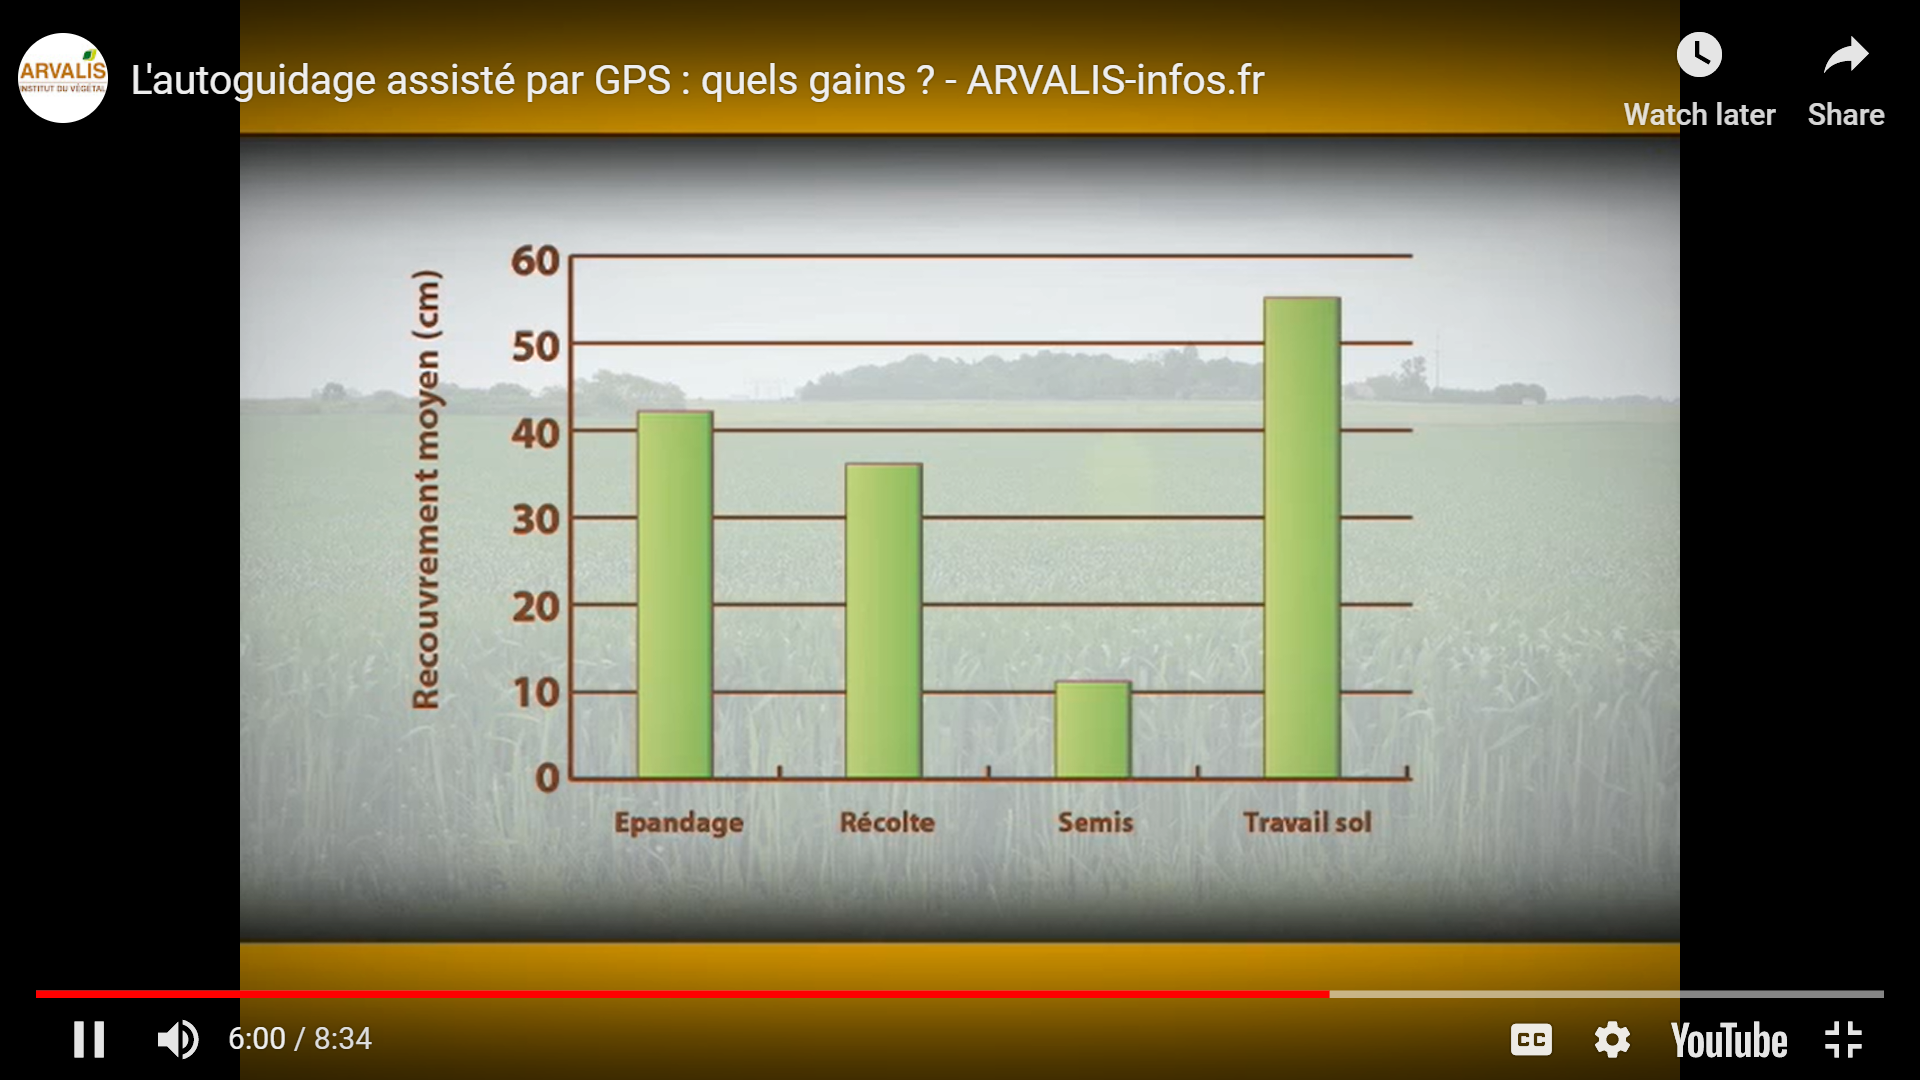 ARVALIS
INSTITUT DU VÉGÉTAL
L'autoguidage assisté par GPS : quels gains ? - ARVALIS-infos.fr
Watch later
Share
Recouvrement moyen (cm)
60
50
40
30
20
10
0
Epandage
Récolte
Semis
Travail sol
6:00 / 8:34
CC
YouTube